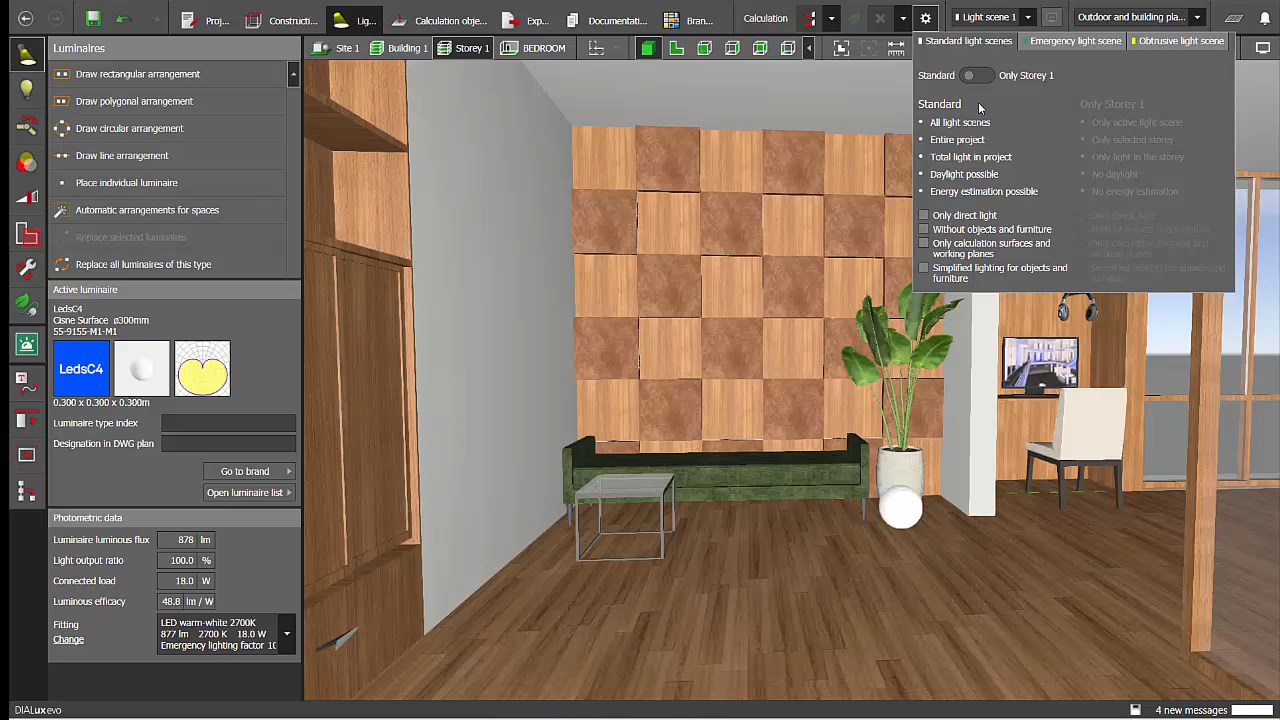 Proj...
Constructi...
Lig...
Calculation obje...
Exp...
Documentati...
Bran...
Calculation
Light scene 1
Outdoor and building pla...
Luminaires
Site 1
Building 1
Storey 1
BEDROOM
Standard light scenes
Emergency light scene
Obtrusive light scene
Draw rectangular arrangement
Draw polygonal arrangement
Draw circular arrangement
Draw line arrangement
Place individual luminaire
Automatic arrangements for spaces
Replace selected luminaires
Replace all luminaires of this type
Standard
Only Storey 1
Standard
Only Storey 1
All light scenes
Only active light scene
Entire project
Only selected storey
Total light in project
Only light in the storey
Daylight possible
No daylight
Energy estimation possible
No energy estimation
Only direct light
Only direct light
Without objects and furniture
Only calculation surfaces and
working planes
Simplified lighting for objects and
furniture
Active luminaire
LedsC4
Cisne Surface ø300mm
55-9155-M1-M1
LedsC4
0.300 x 0.300 x 0.300m
Luminaire type index
Designation in DWG plan
Go to brand
Open luminaire list
Photometric data
Luminaire luminous flux
878 lm
Light output ratio
100.0 %
Connected load
18.0 W
Luminous efficacy
48.8 lm / W
Fitting
Change
LED warm-white 2700K
877 lm 2700 K 18.0 W
Emergency lighting factor 10
DIALux evo
4 new messages